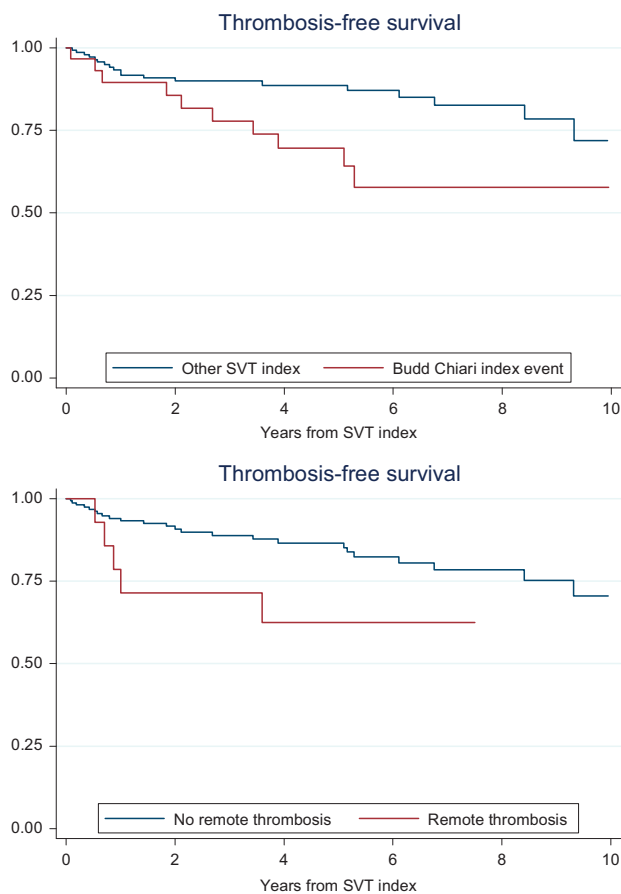 Thrombosis-free survival
1.00
0.75
0.50
0.25
0.00
Other SVT index Budd Chiari index event
0 2 4 6 8 10
Years from SVT index
Thrombosis-free survival
1.00
0.75
0.50
0.25
0.00
No remote thrombosis Remote thrombosis
0 2 4 6 8 10
Years from SVT index